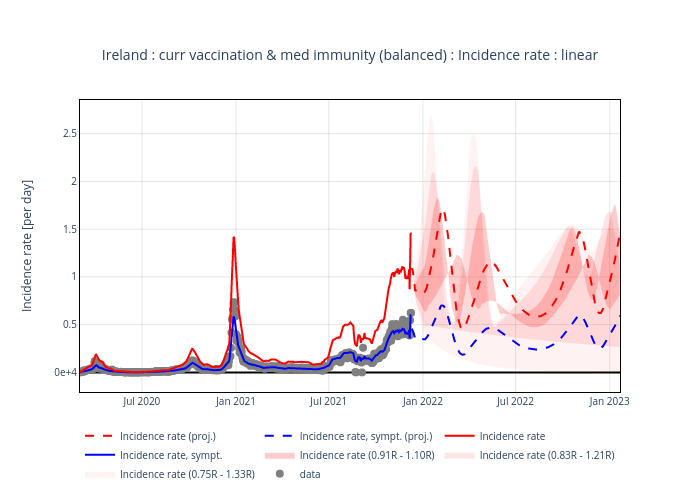 Ireland : curr vaccination & med immunity (balanced) : Incidence rate : linear
Incidence rate [per day]
2.5
2
1.5
1
0.5
0e+4
Jul 2020
Jan 2021
Jul 2021
Jan 2022
Jul 2022
Jan 2023
Incidence rate (proj.)
Incidence rate, sympt. (proj.)
Incidence rate
Incidence rate, sympt.
Incidence rate (0.91R - 1.10R)
Incidence rate (0.83R - 1.21R)
Incidence rate (0.75R - 1.33R)
data